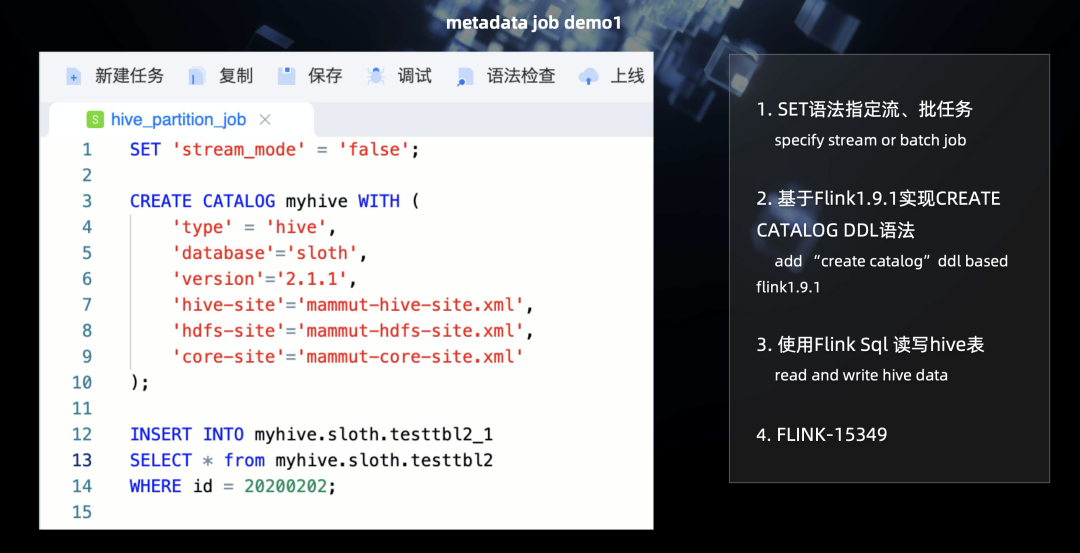 metadata job demo1
新建任务 复制 保存 调试 语法检查 上线
S hive_partition_job ×
1 SET 'stream_mode' = 'false';
2
3 CREATE CATALOG myhive WITH (
4 'type' = 'hive',
5 'database'='sloth',
6 'version'='2.1.1',
7 'hive-site'='mammut-hive-site.xml',
8 'hdfs-site'='mammut-hdfs-site.xml',
9 'core-site'='mammut-core-site.xml'
10 );
11
12 INSERT INTO myhive.sloth.testtbl2_1
13 SELECT * from myhive.sloth.testtbl2
14 WHERE id = 20200202;
15
1. SET语法指定流、批任务
specify stream or batch job
2. 基于Flink1.9.1实现CREATE
CATALOG DDL语法
add “create catalog” ddl based
flink1.9.1
3. 使用Flink Sql 读写hive表
read and write hive data
4. FLINK-15349